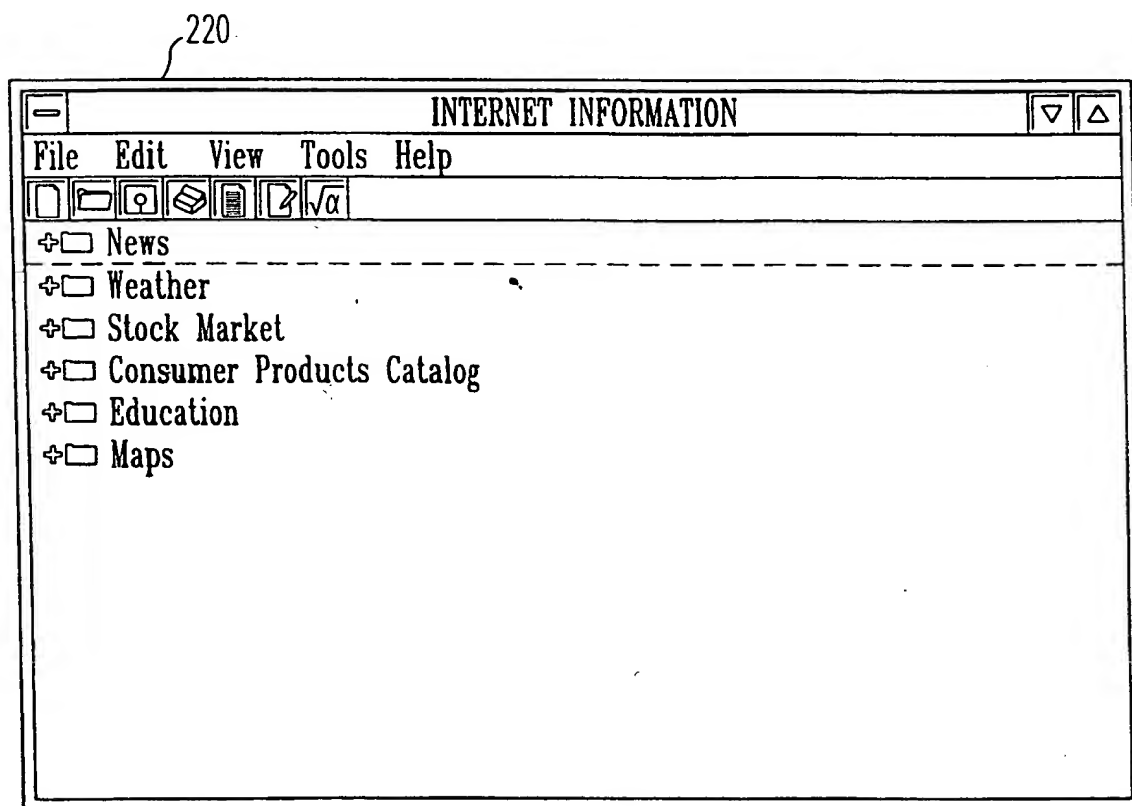 220
INTERNET INFORMATION
File Edit View Tools Help
√α
News
Weather
Stock Market
Consumer Products Catalog
Education
Maps